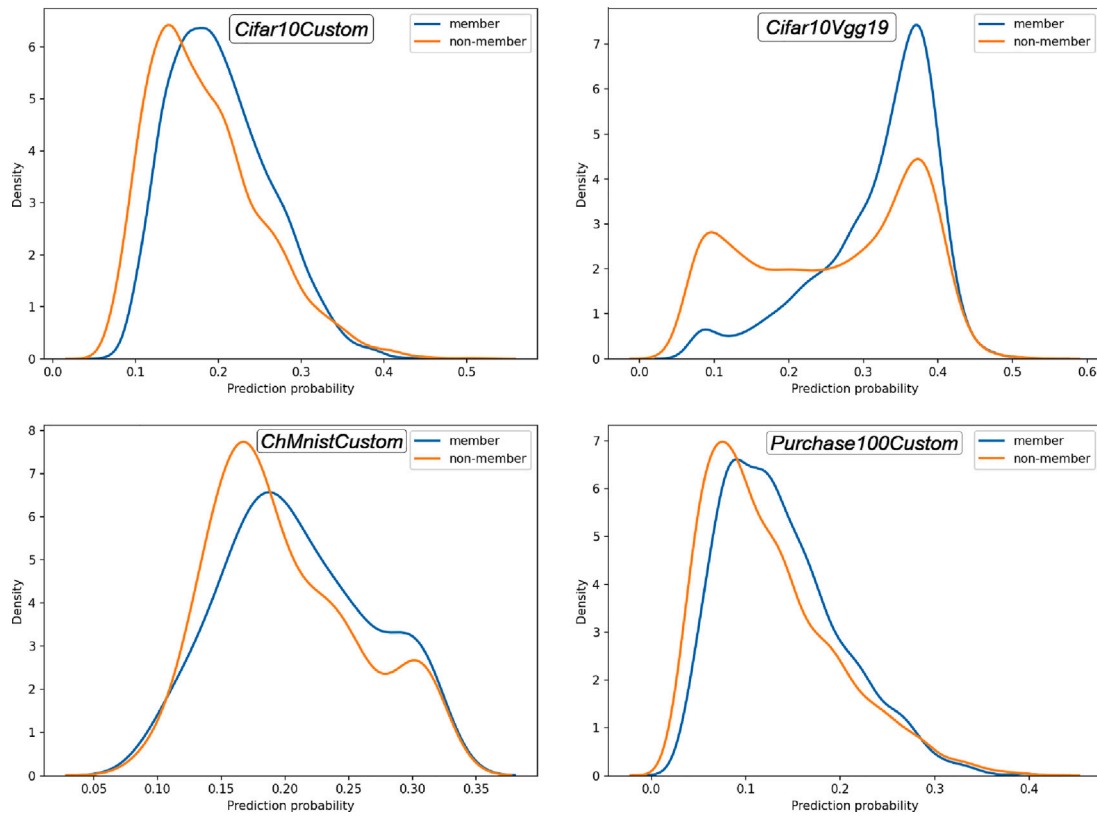 Cifar10Custom
member
non-member
6
5
4
3
2
1
0
Density
0.0 0.1 0.2 0.3 0.4 0.5
Prediction probability
Cifar10Vgg19
member
non-member
7
6
5
4
3
2
1
0
Density
0.0 0.1 0.2 0.3 0.4 0.5 0.6
Prediction probability
ChMnistCustom
member
non-member
8
7
6
5
4
3
2
1
0
Density
0.05 0.10 0.15 0.20 0.25 0.30 0.35
Prediction probability
Purchase100Custom
member
non-member
7
6
5
4
3
2
1
0
Density
0.0 0.1 0.2 0.3 0.4
Prediction probability